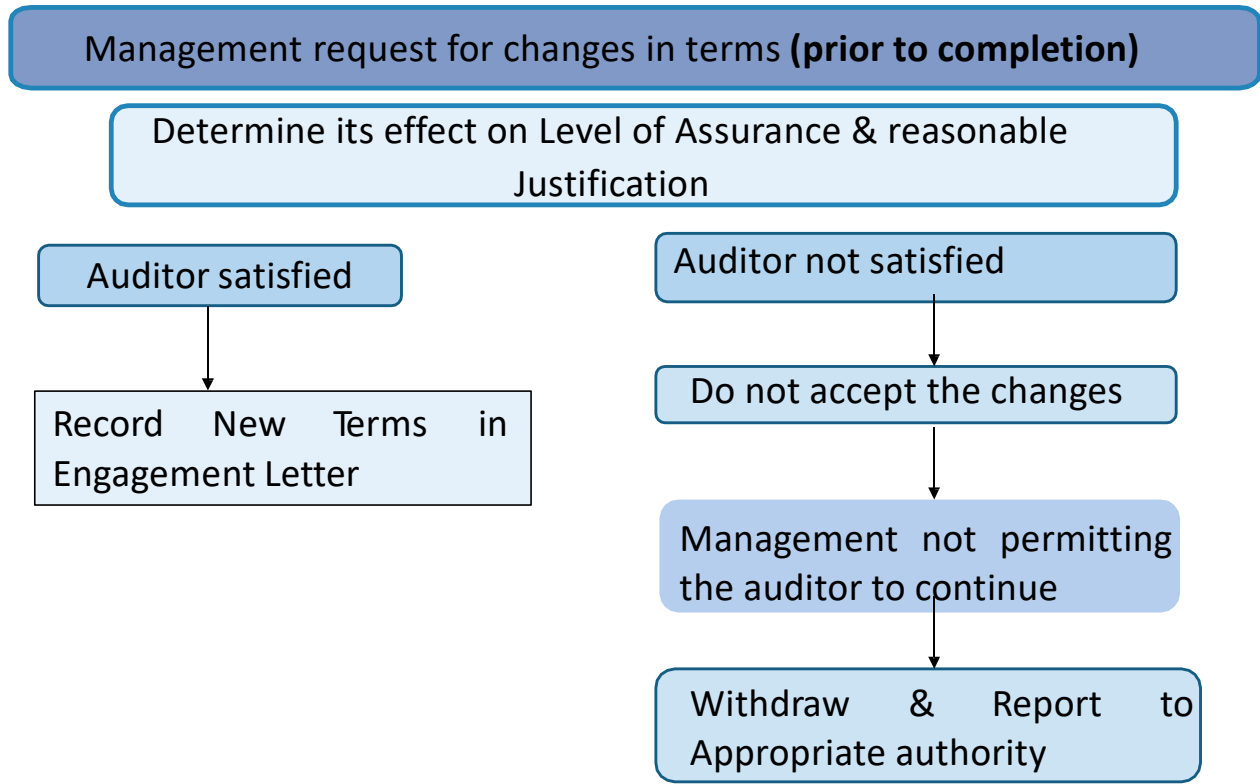 Management request for changes in terms (prior to completion)
Determine its effect on Level of Assurance & reasonable
Justification
Auditor satisfied
Record New Terms in
Engagement Letter
Auditor not satisfied
Do not accept the changes
Management not permitting
the auditor to continue
Withdraw & Report to
Appropriate authority